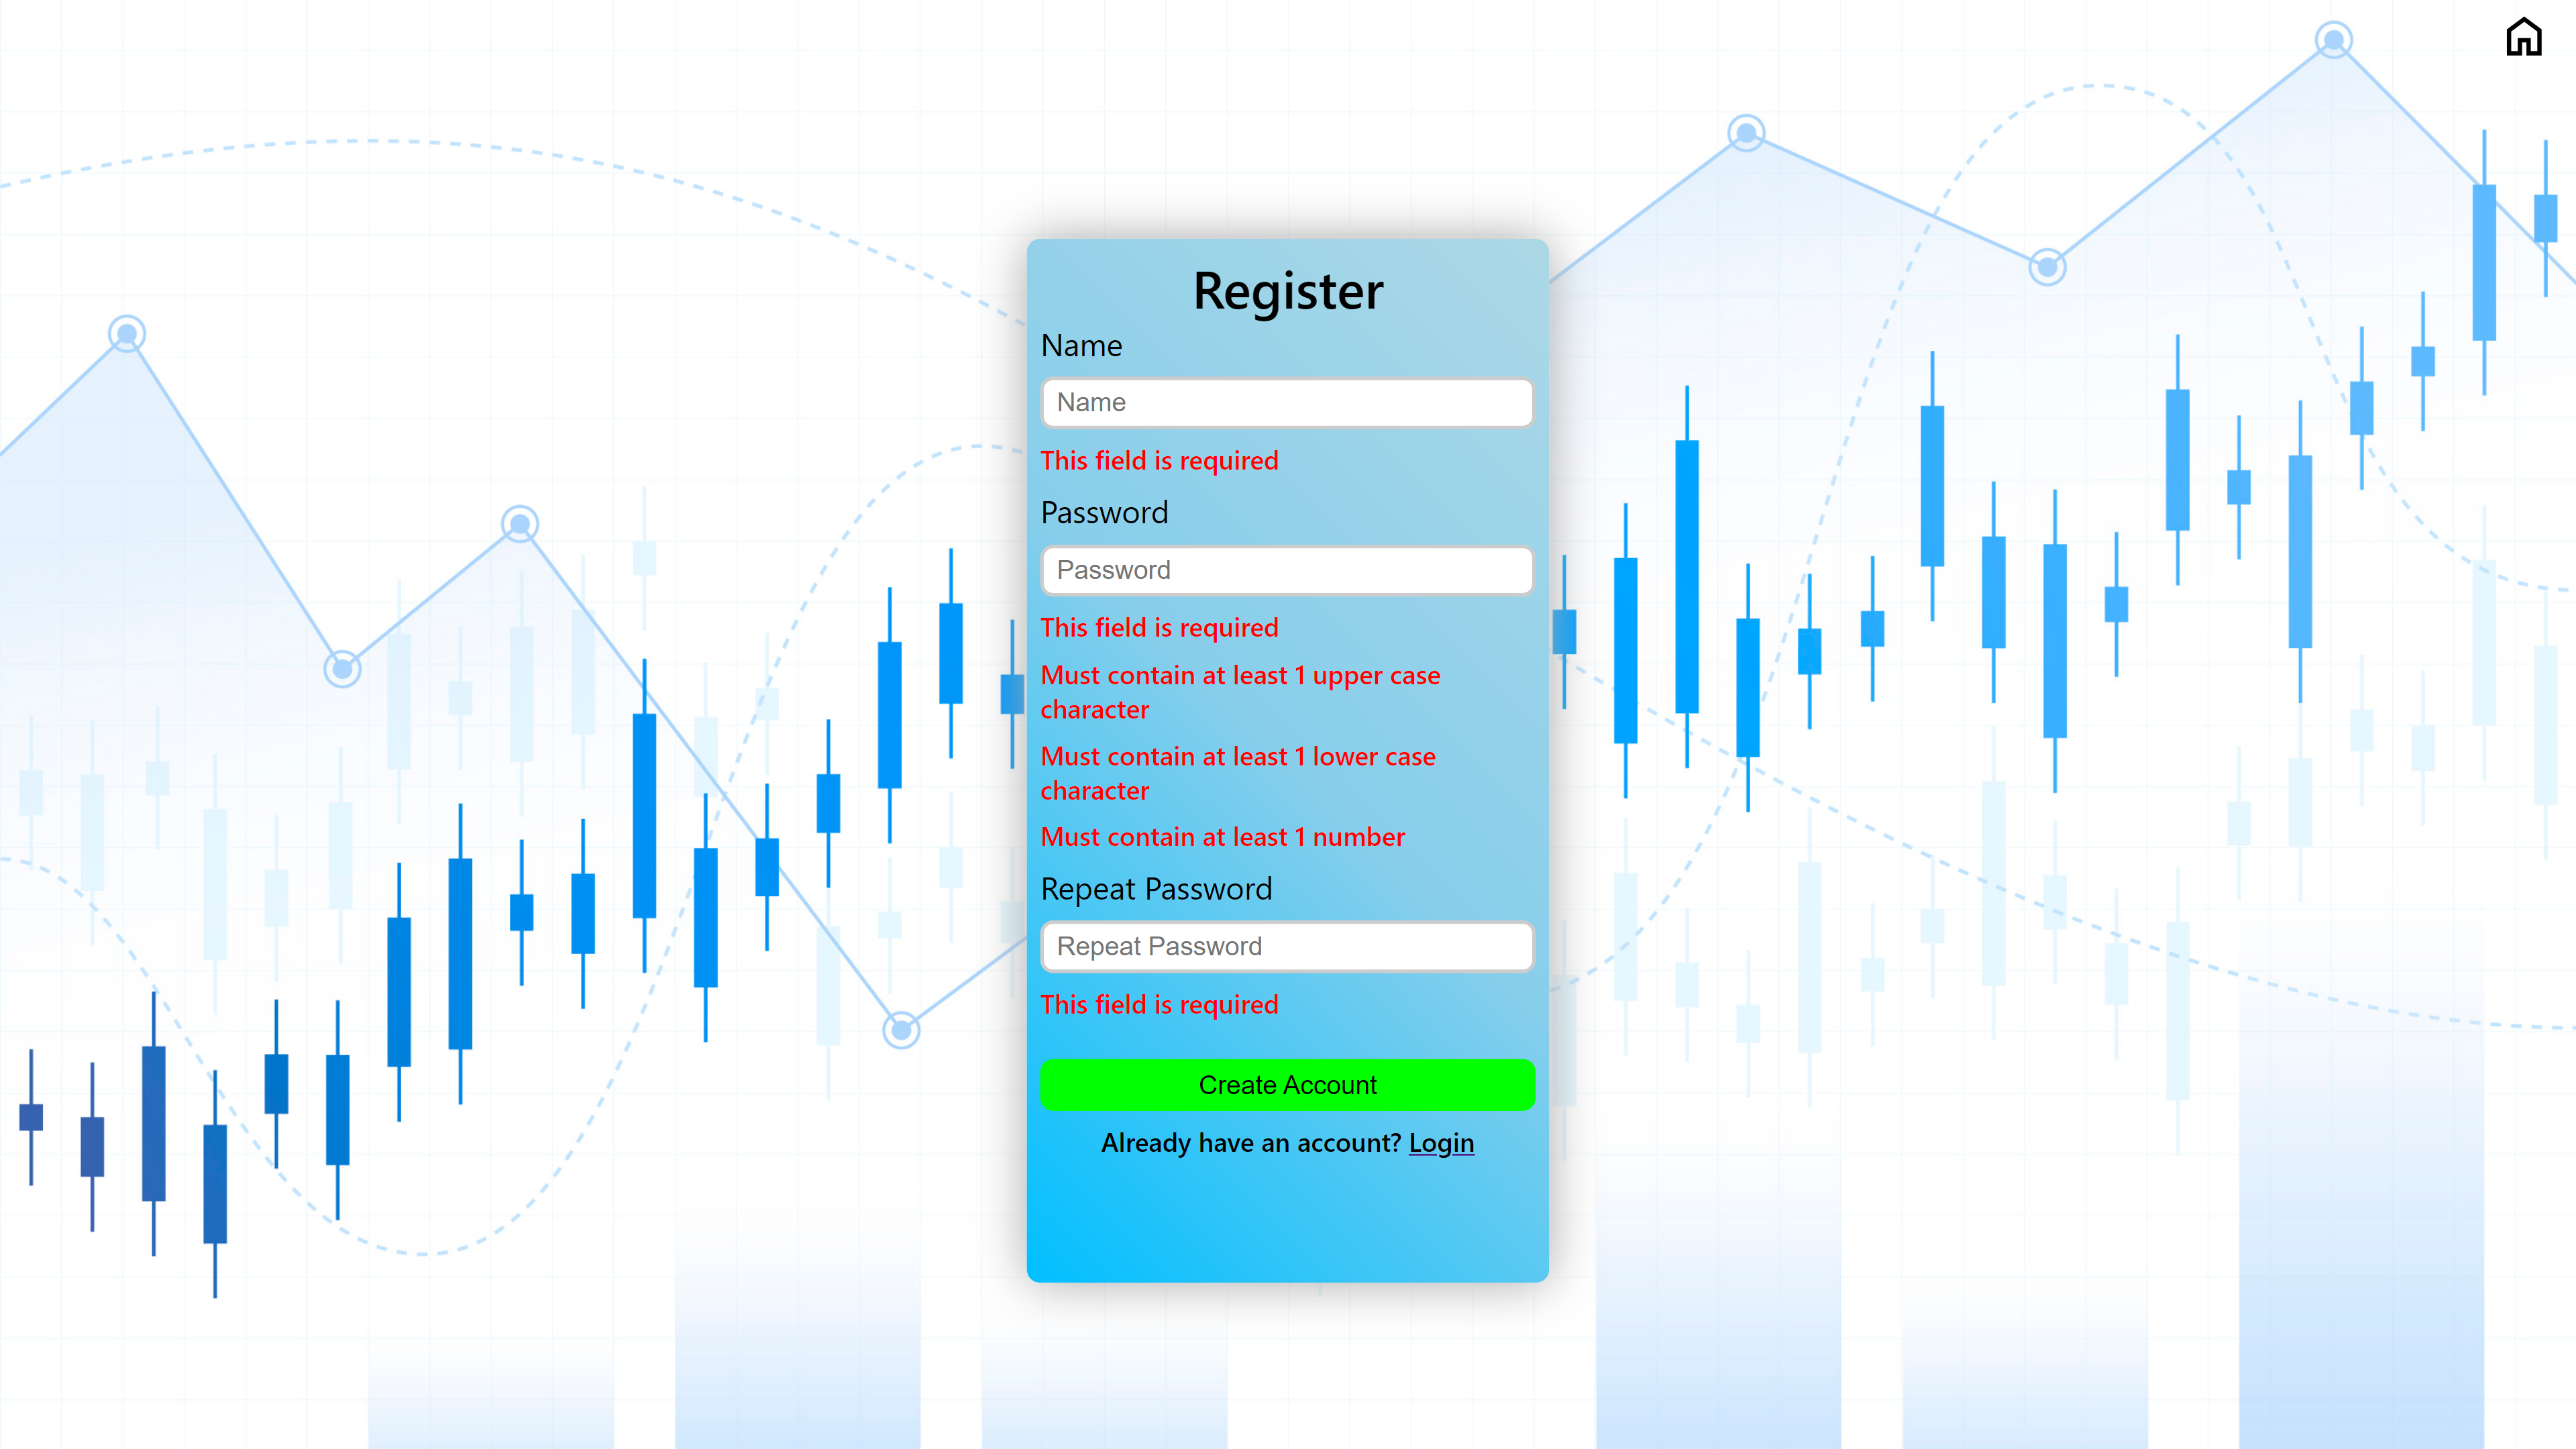 Register
Name
Name
This field is required
Password
Password
This field is required
Must contain at least 1 upper case
character
Must contain at least 1 lower case
character
Must contain at least 1 number
Repeat Password
Repeat Password
This field is required
Create Account
Already have an account? Login